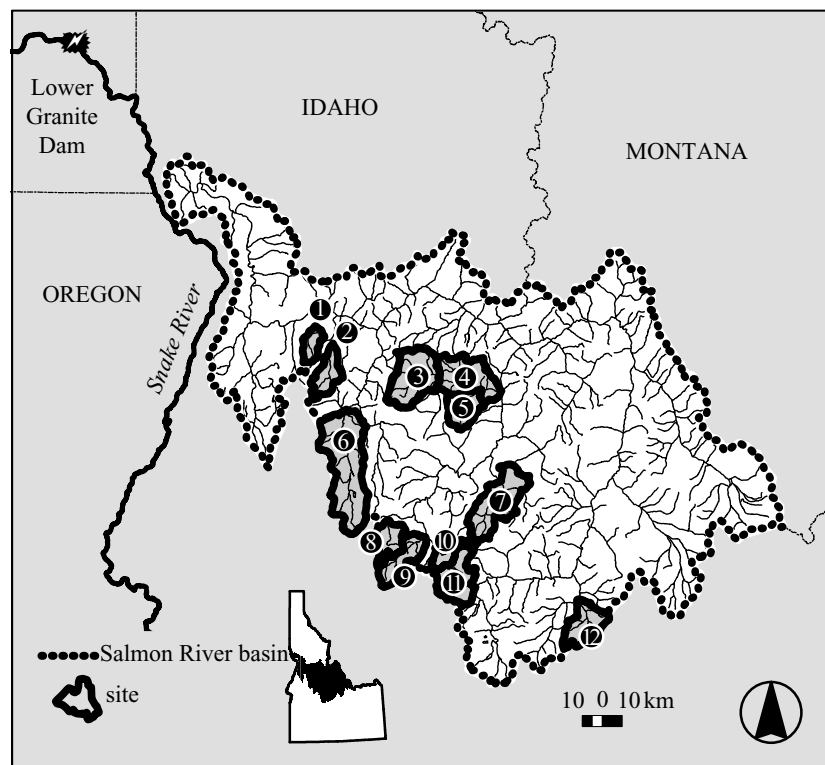 Lower
Granite
Dam
IDAHO
MONTANA
OREGON
Snake River
1
2
3
4
5
6
7
8
9
10
11
12
Salmon River basin
site
10 0 10 km